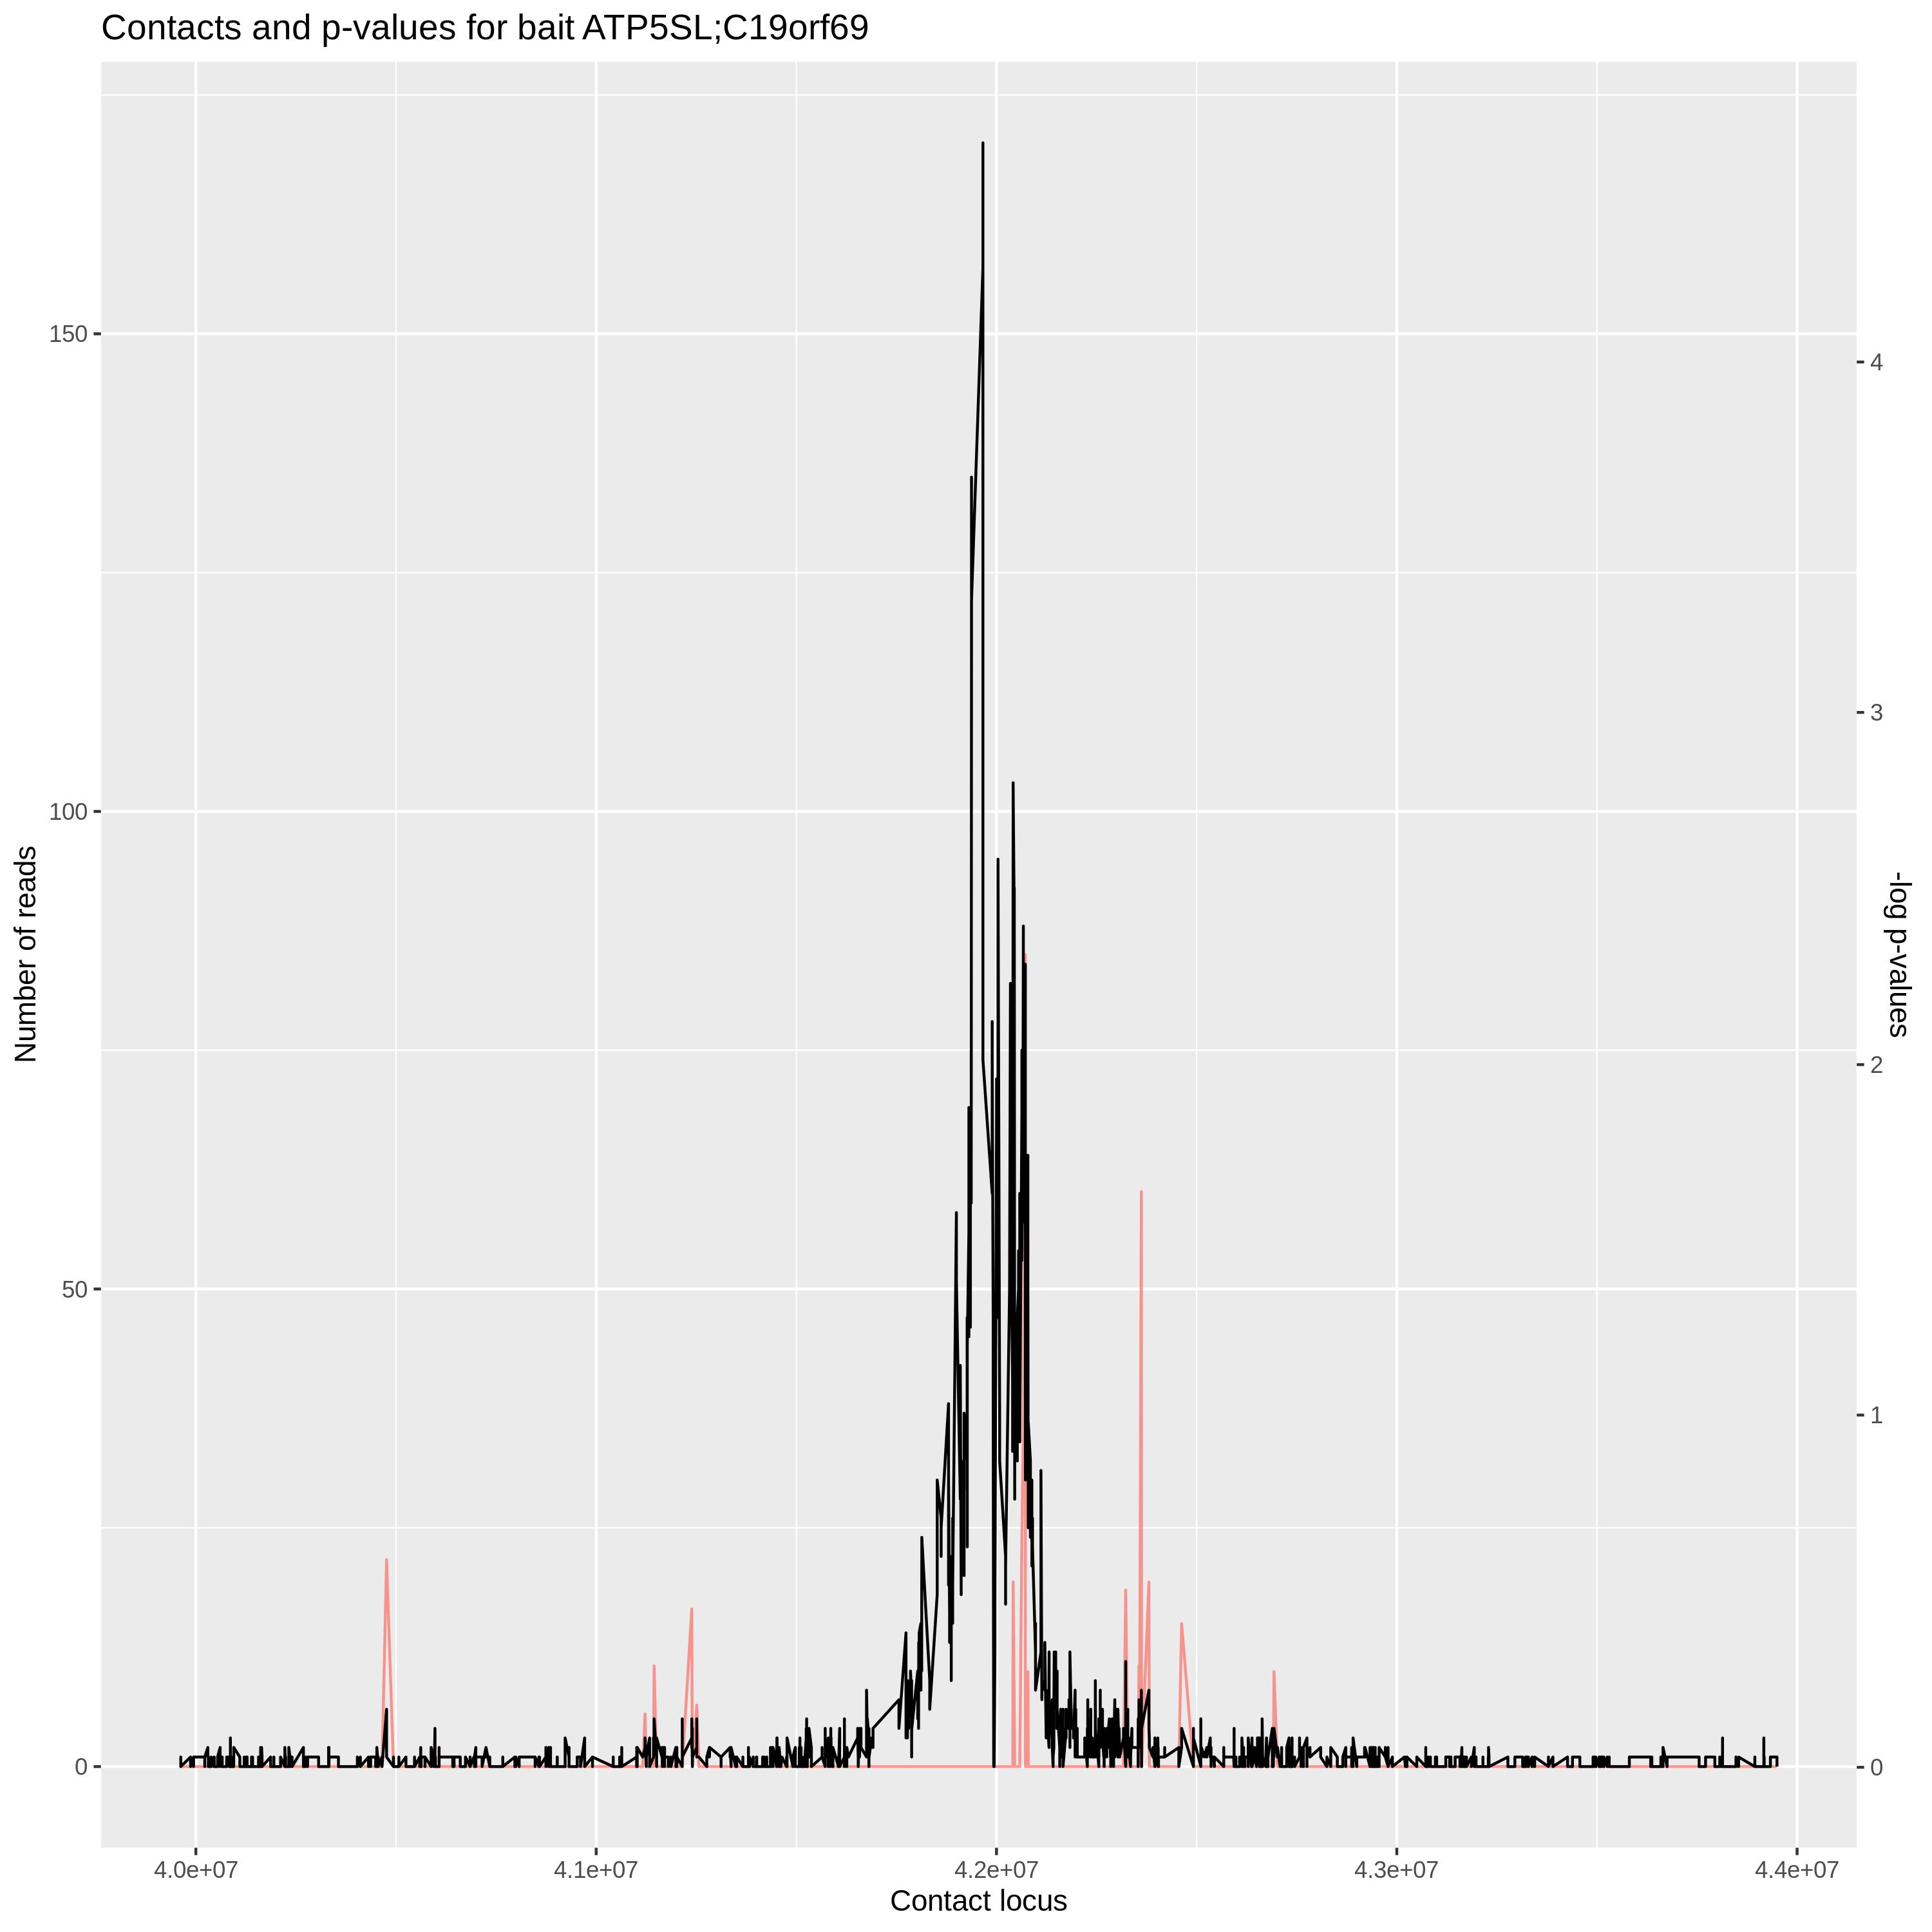 Contacts and p-values for bait ATP5SL;C19orf69
150
100
50
0
Number of reads
4
3
2
1
0
-log p-values
4.0e+07 4.1e+07 4.2e+07 4.3e+07 4.4e+07
Contact locus